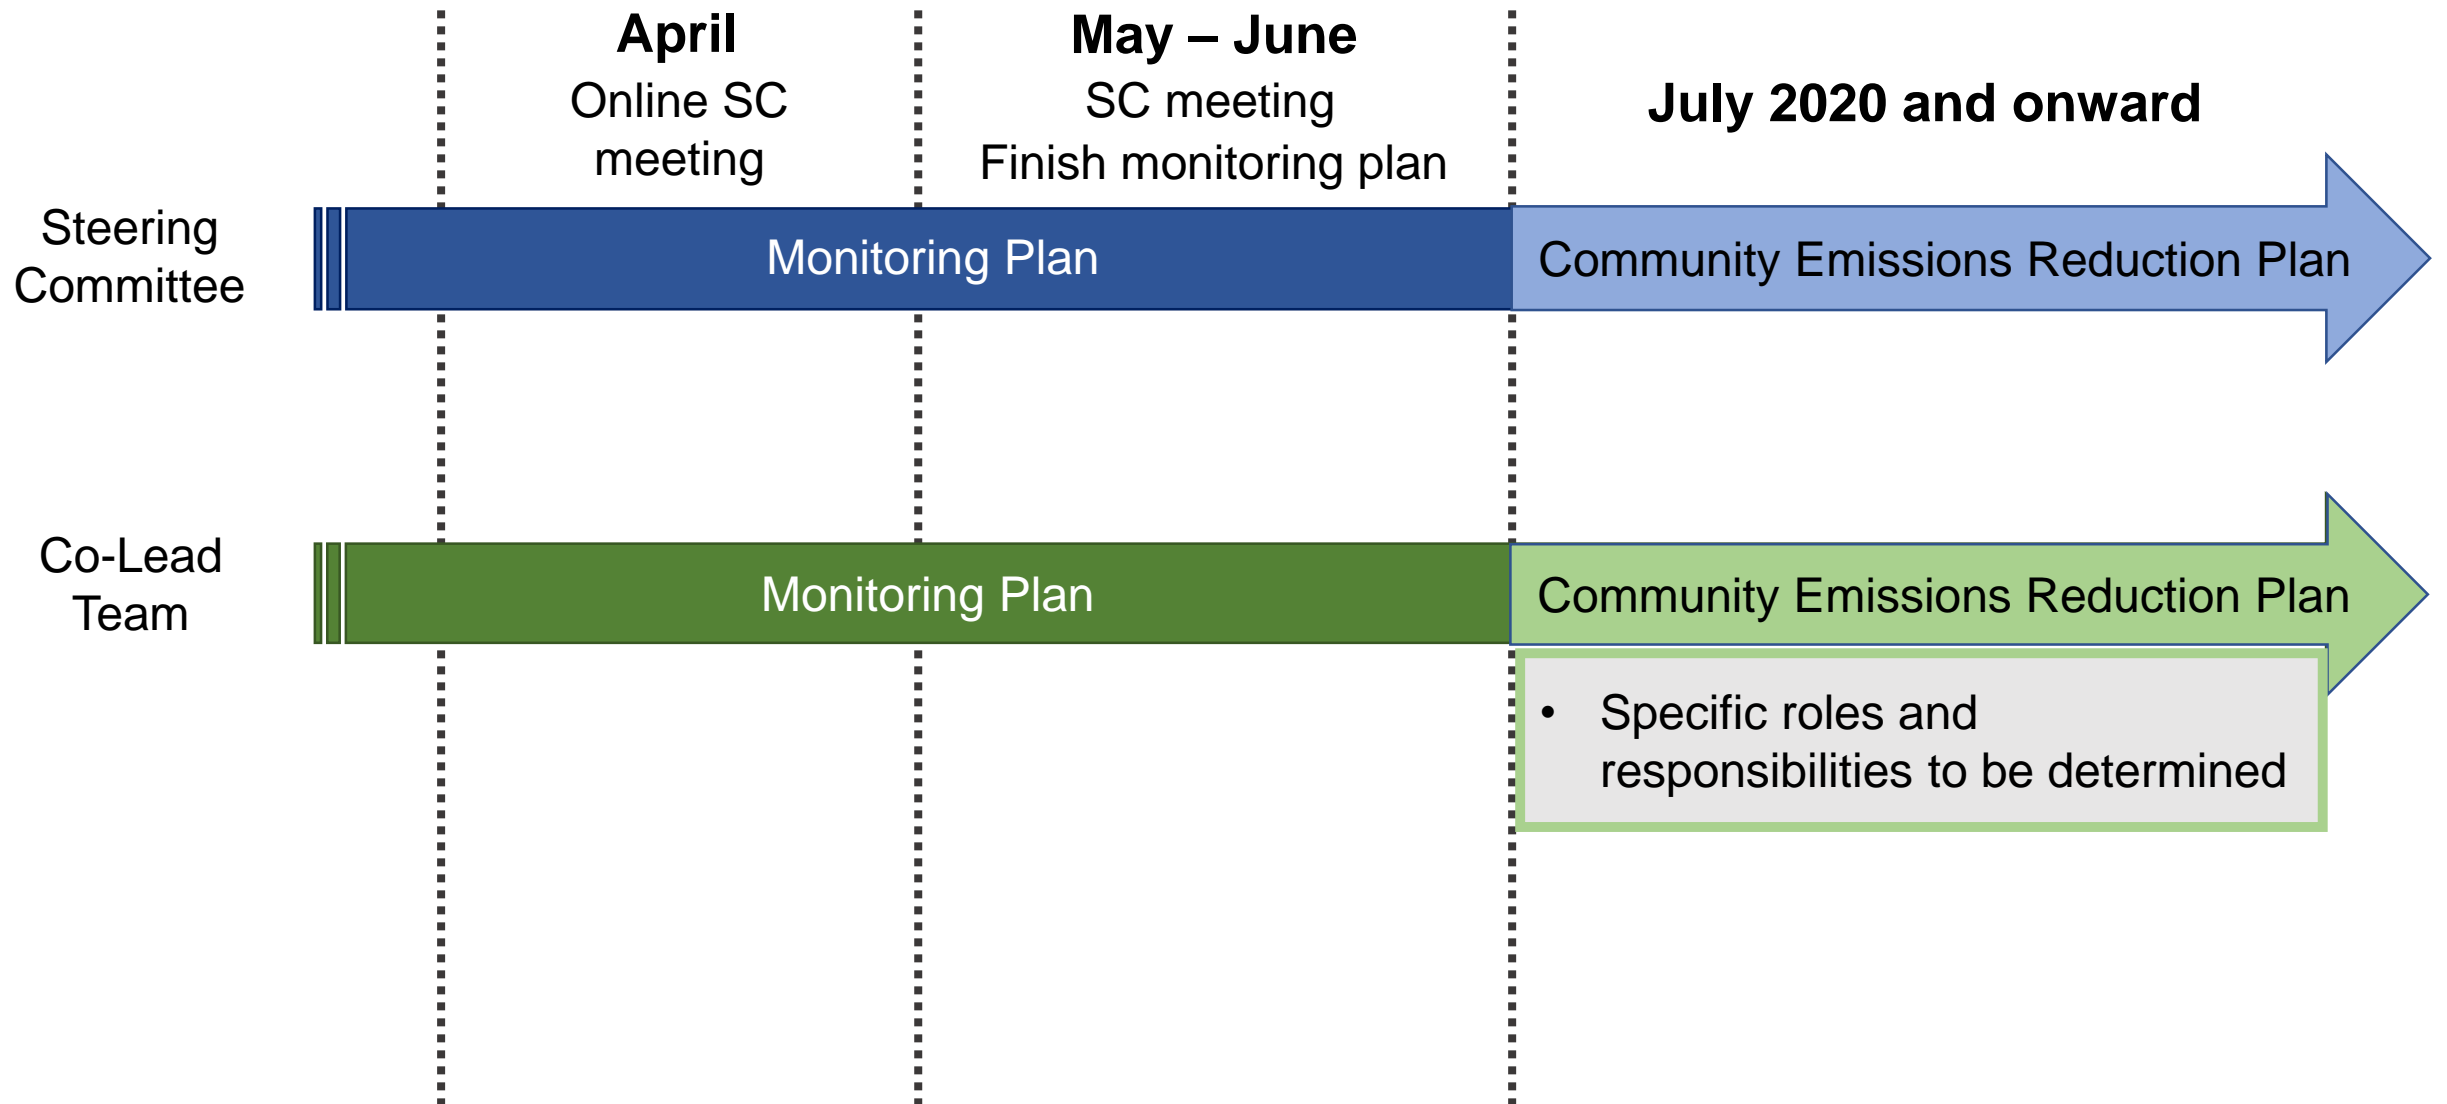 April
Online SC
meeting
May – June
SC meeting
Finish monitoring plan
July 2020 and onward
Steering
Committee
Monitoring Plan
Community Emissions Reduction Plan
Co-Lead
Team
Monitoring Plan
Community Emissions Reduction Plan
• Specific roles and
responsibilities to be determined